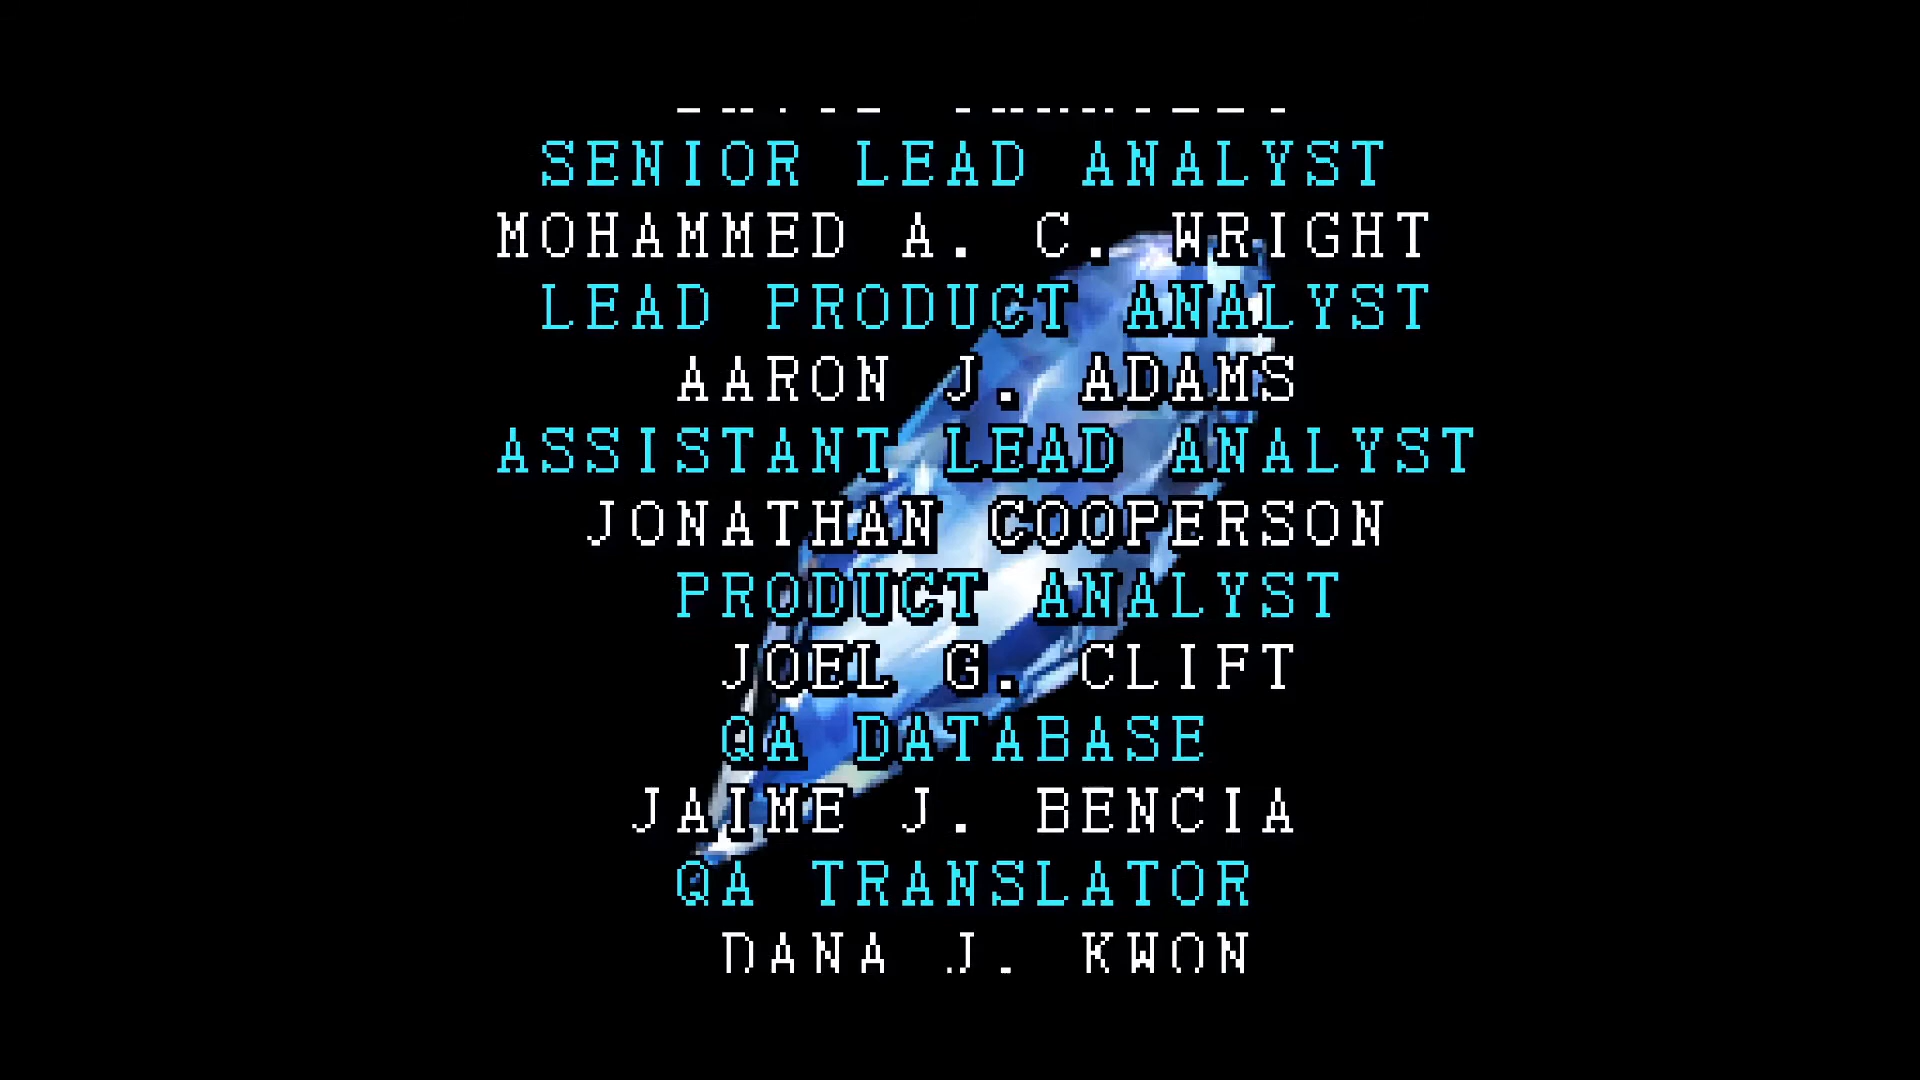 SENIOR LEAD ANALYST
MOHAMMED A. C. WRIGHT
LEAD PRODUCT ANALYST
AARON J. ADAMS
ASSISTANT LEAD ANALYST
JONATHAN COOPERSON
PRODUCT ANALYST
JOEL G. CLIFT
QA DATABASE
JAIME J. BENCIA
QA TRANSLATOR
DANA J. KWON